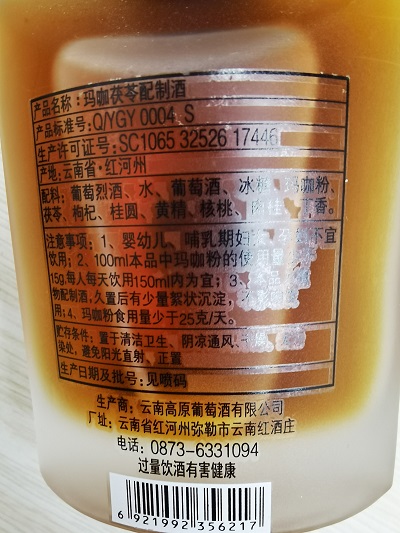 产品名称：玛咖茯苓配制酒
产品标准号：Q/YGY 0004 S
生产许可证号：SC1065 32526 17446
产地：云南省·红河州
配料：葡萄烈酒、水、葡萄酒、冰糖、玛咖粉、
茯苓、枸杞、桂圆、黄精、核桃、肉桂、香。
注意事项：1、婴幼儿、哺乳期妇不宜
饮用；2、100ml本品中玛咖粉的使用量
15g,每人每天饮用150ml内为宜；3、品
物配制酒,久置后有少量絮状沉淀，
用；4、玛咖粉食用量少于25克/天。
贮存条件：置于清洁卫生、阴凉通风、
染处，避免阳光直射，正置
生产日期及批号：见喷码
生产商：云南高原葡萄酒有限公司
厂址：云南省红河州弥勒市云南红酒庄
电话：0873-6331094
过量饮酒有害健康
6 921992 356217